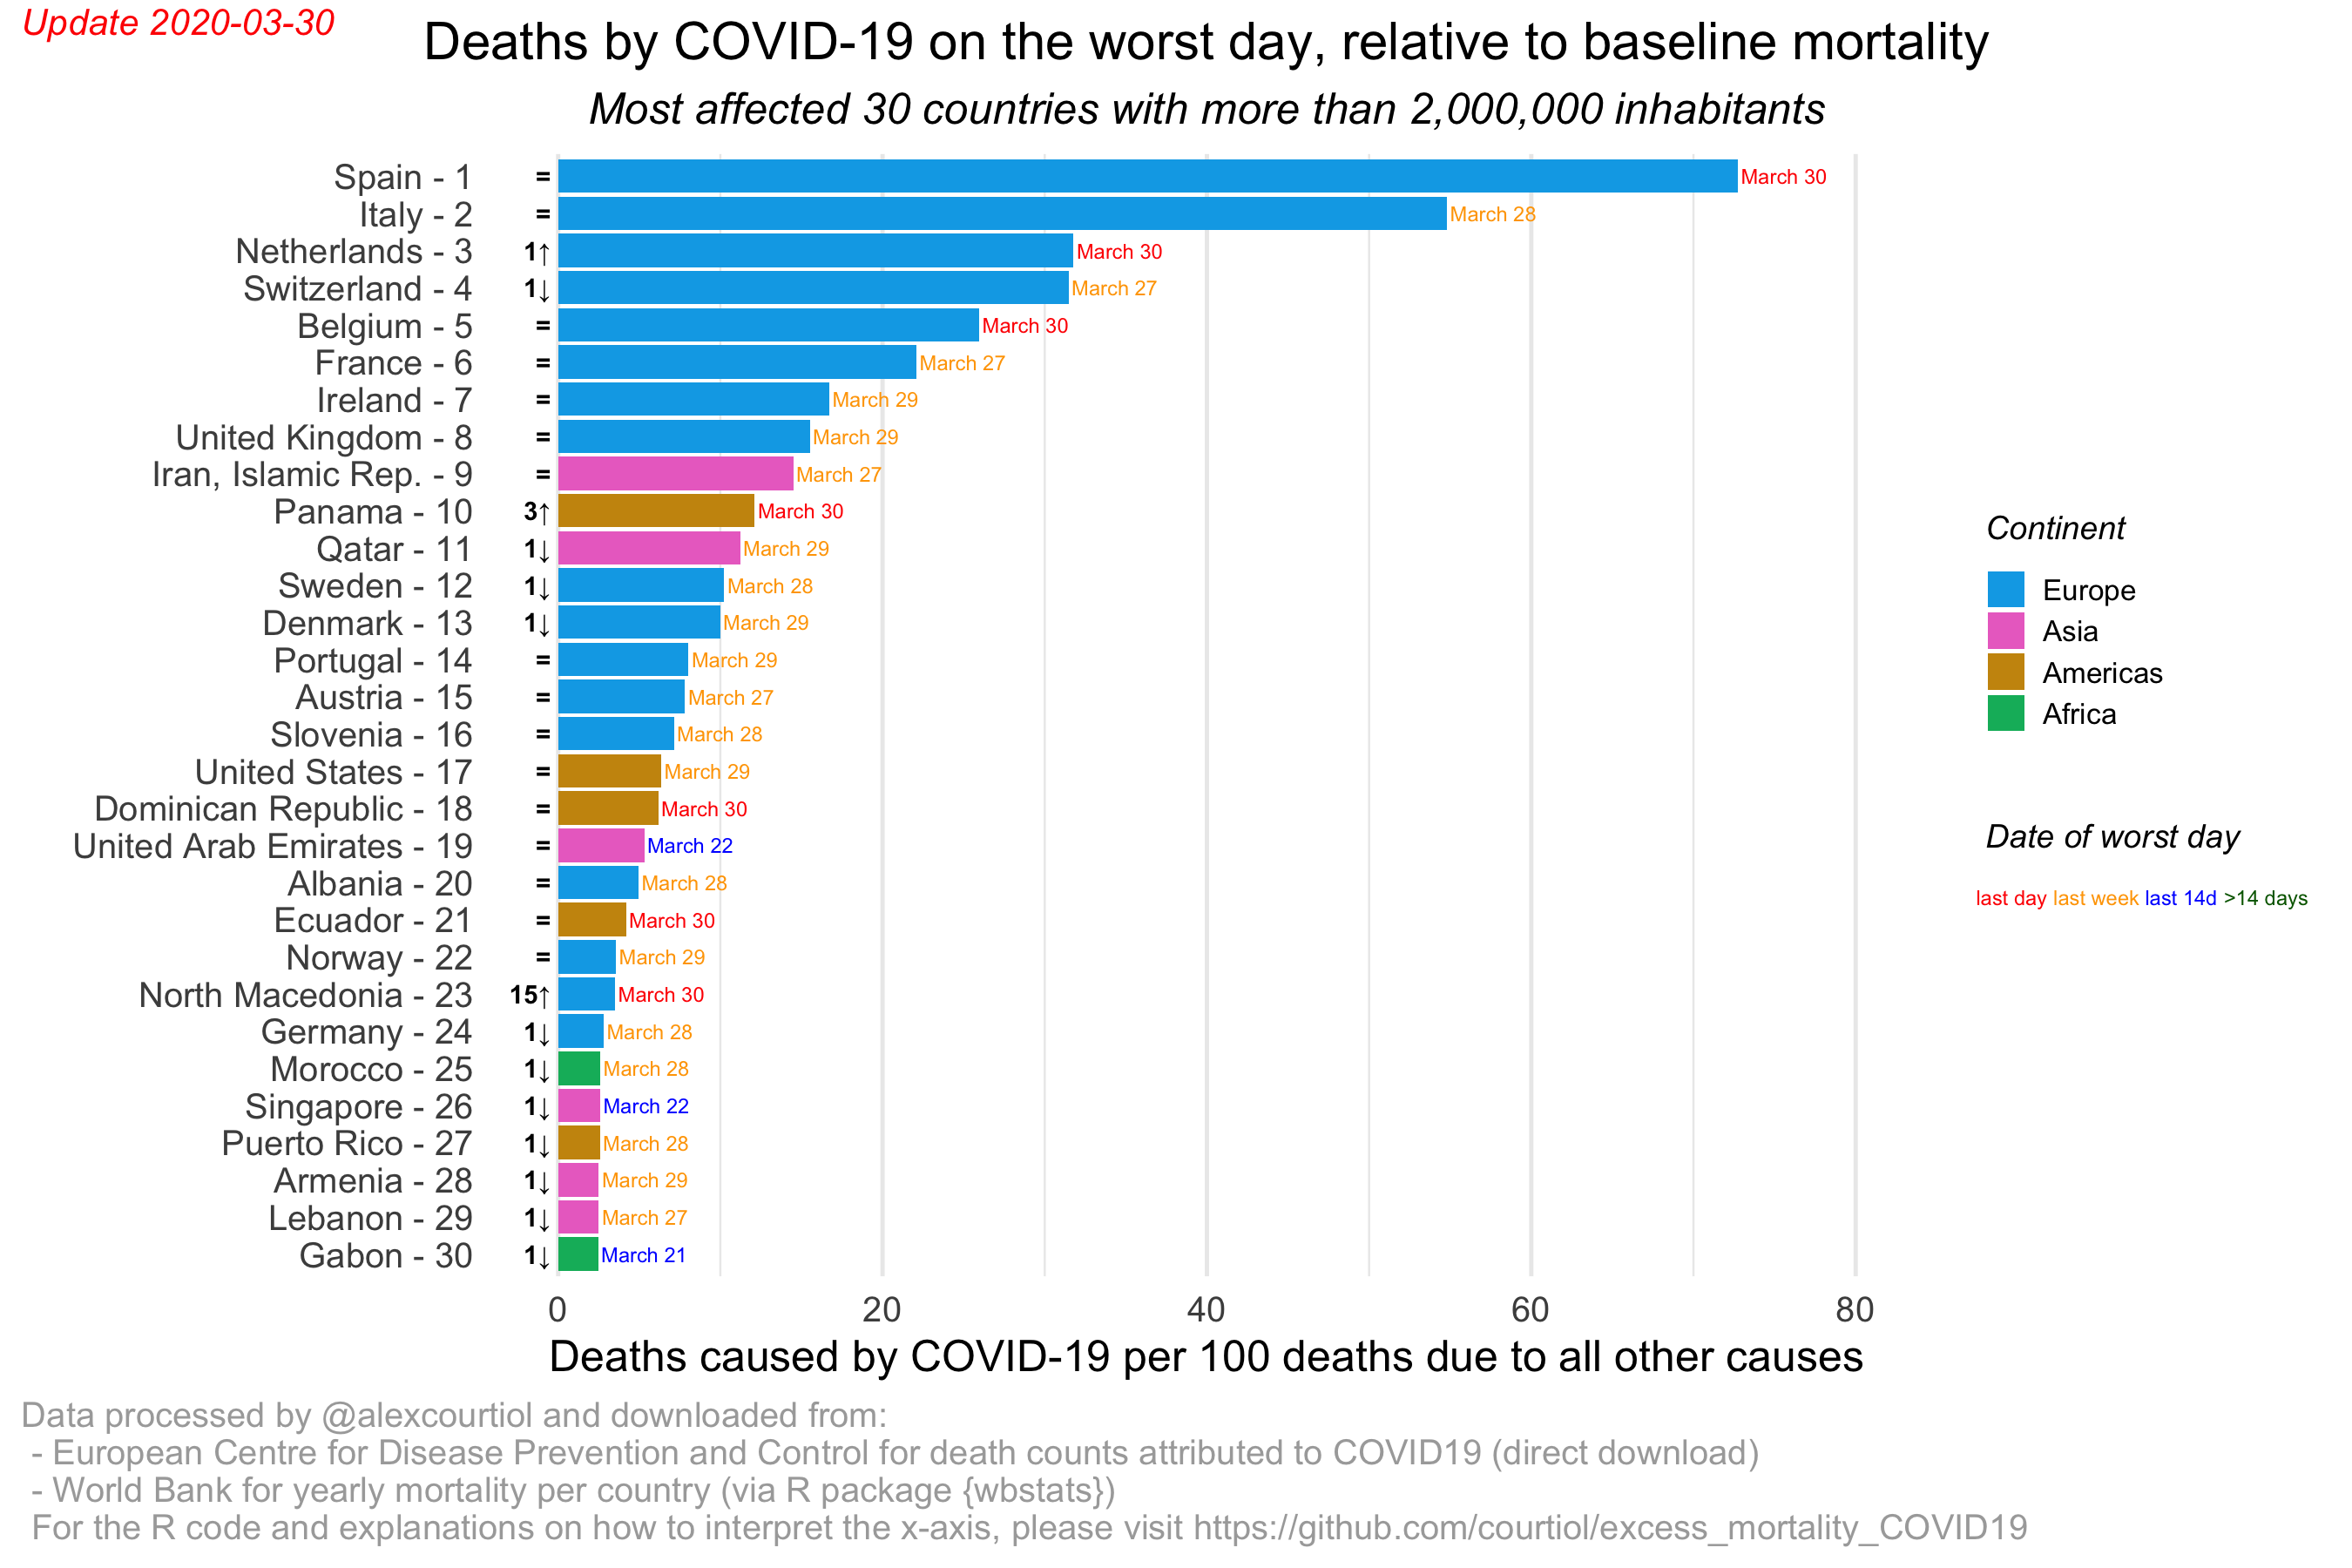 Update 2020-03-30
Deaths by COVID-19 on the worst day, relative to baseline mortality
Most affected 30 countries with more than 2,000,000 inhabitants
Spain - 1 = March 30
Italy - 2 = March 28
Netherlands - 3 1↑ March 30
Switzerland - 4 1↓ March 27
Belgium - 5 = March 30
France - 6 = March 27
Ireland - 7 = March 29
United Kingdom - 8 = March 29
Iran, Islamic Rep. - 9 = March 27
Panama - 10 3↑ March 30
Qatar - 11 1↓ March 29
Sweden - 12 1↓ March 28
Denmark - 13 1↓ March 29
Portugal - 14 = March 29
Austria - 15 = March 27
Slovenia - 16 = March 28
United States - 17 = March 29
Dominican Republic - 18 = March 30
United Arab Emirates - 19 = March 22
Albania - 20 = March 28
Ecuador - 21 = March 30
Norway - 22 = March 29
North Macedonia - 23 15↑ March 30
Germany - 24 1↓ March 28
Morocco - 25 1↓ March 28
Singapore - 26 1↓ March 22
Puerto Rico - 27 1↓ March 28
Armenia - 28 1↓ March 29
Lebanon - 29 1↓ March 27
Gabon - 30 1↓ March 21
0 20 40 60 80
Deaths caused by COVID-19 per 100 deaths due to all other causes
Continent
Europe
Asia
Americas
Africa
Date of worst day
last day last week last 14d >14 days
Data processed by @alexcourtiol and downloaded from:
- European Centre for Disease Prevention and Control for death counts attributed to COVID19 (direct download)
- World Bank for yearly mortality per country (via R package {wbstats})
For the R code and explanations on how to interpret the x-axis, please visit https://github.com/courtiol/excess_mortality_COVID19